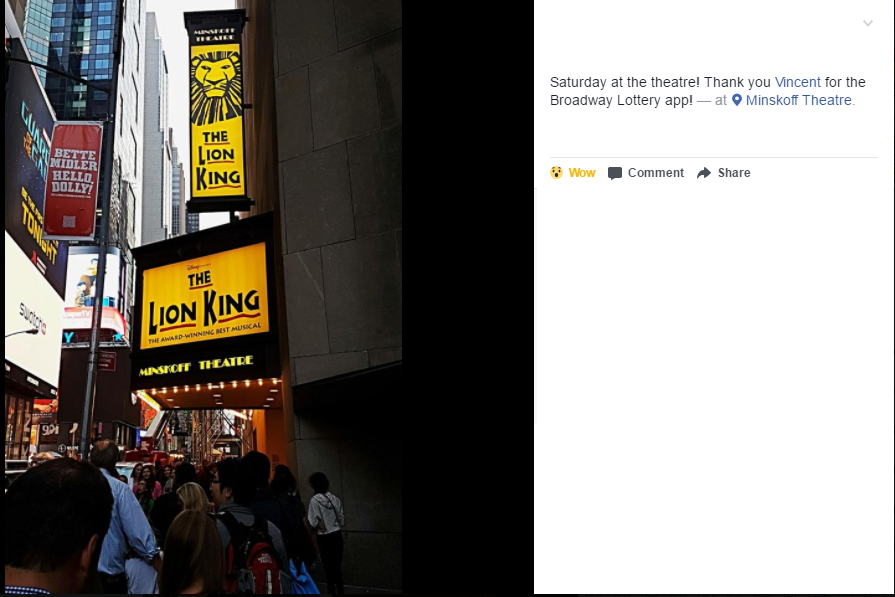 MINSKOFF
THEATRE
THE
LION
KING
BETTE
MIDLER
HELLO,
DOLLY!
TONIGHT
swatch
Disney
THE
LION KING
THE AWARD-WINNING BEST MUSICAL
MINSKOFF THEATRE
Saturday at the theatre! Thank you Vincent for the
Broadway Lottery app! — at Minskoff Theatre.
Wow Comment Share